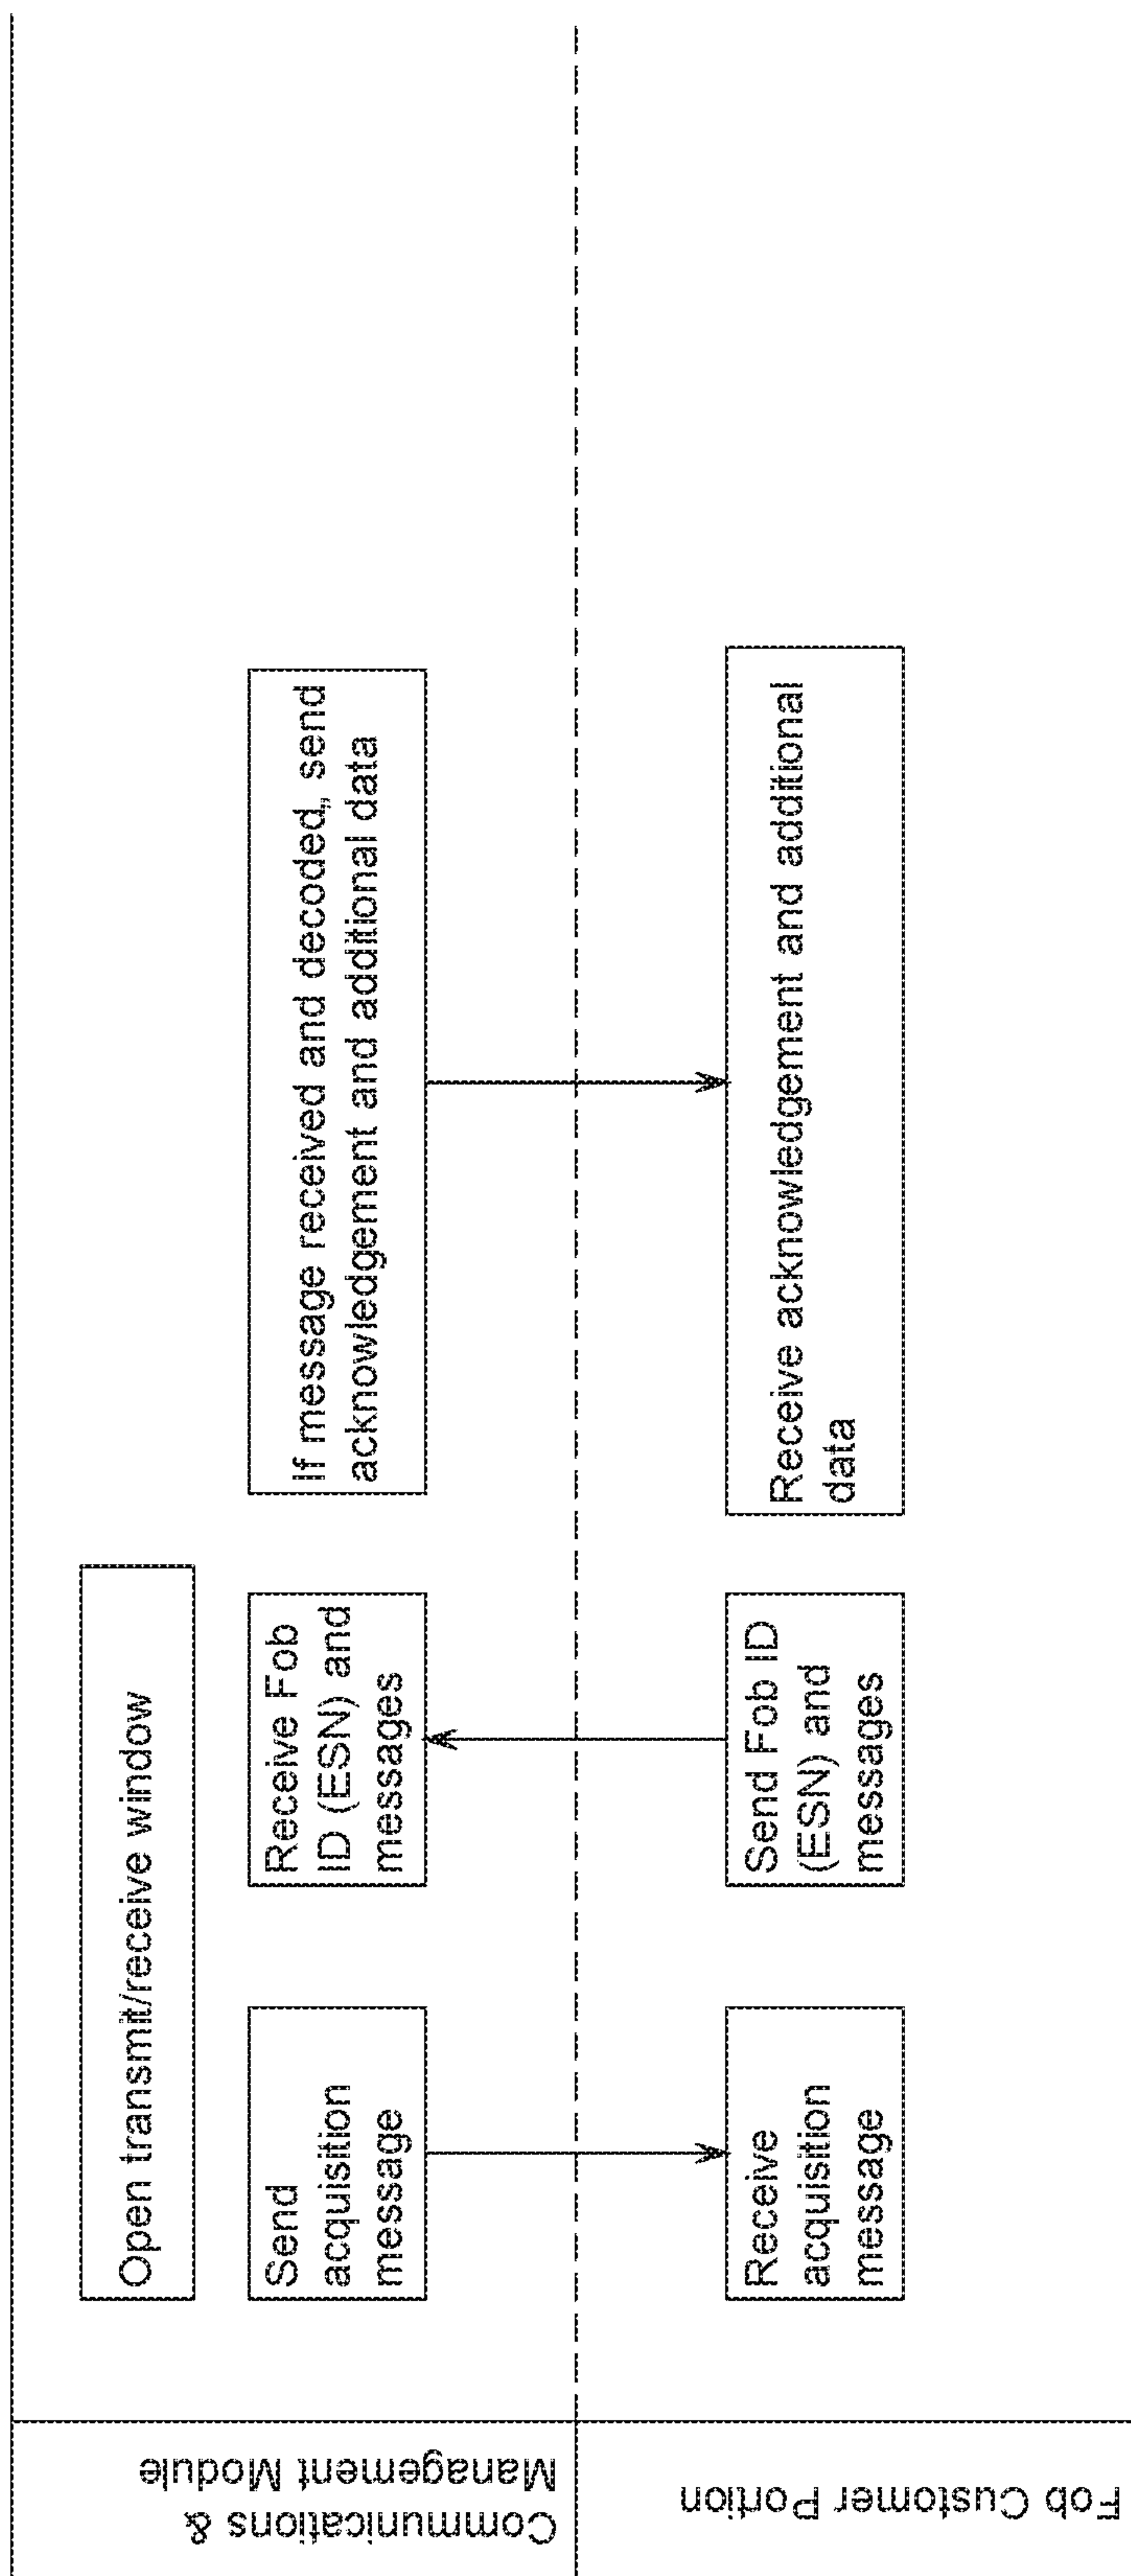 Communications &
Management Module
Open transmit/receive window
Send
acquisition
message
Receive Fob
ID (ESN) and
messages
If message received and decoded,, send
acknowledgement and additional data
Fob Customer Portion
Receive
acquisition
message
Send Fob ID
(ESN) and
messages
Receive acknowledgement and additional
data